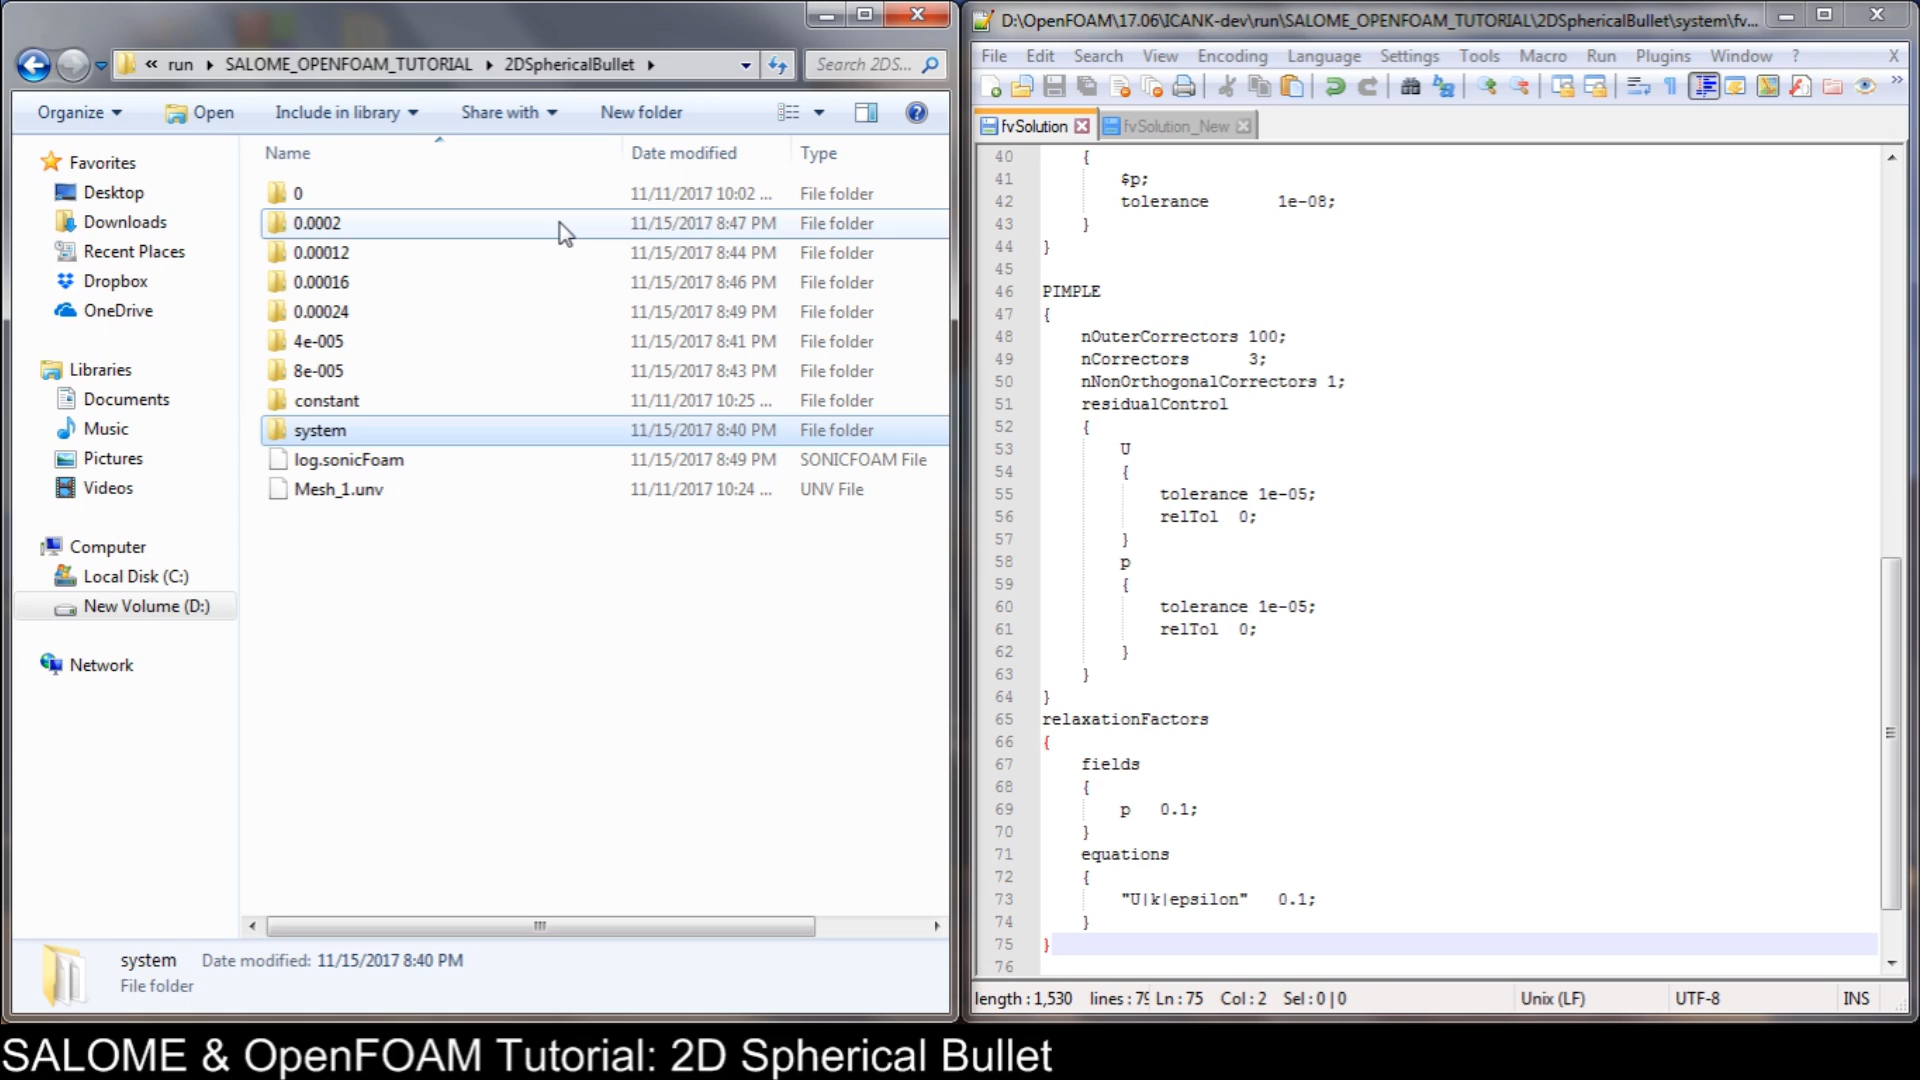 « run ▸ SALOME_OPENFOAM_TUTORIAL ▸ 2DSphericalBullet ▸
Search 2DS...
Organize
Open
Include in library
Share with
New folder
Name
Date modified
Type
Favorites
Desktop
Downloads
Recent Places
Dropbox
OneDrive
Libraries
Documents
Music
Pictures
Videos
Computer
Local Disk (C:)
New Volume (D:)
Network
0 11/11/2017 10:02 ... File folder
0.0002 11/15/2017 8:47 PM File folder
0.00012 11/15/2017 8:44 PM File folder
0.00016 11/15/2017 8:46 PM File folder
0.00024 11/15/2017 8:49 PM File folder
4e-005 11/15/2017 8:41 PM File folder
8e-005 11/15/2017 8:43 PM File folder
constant 11/11/2017 10:25 ... File folder
system 11/15/2017 8:40 PM File folder
log.sonicFoam 11/15/2017 8:49 PM SONICFOAM File
Mesh_1.unv 11/11/2017 10:24 ... UNV File
system Date modified: 11/15/2017 8:40 PM
File folder
D:\OpenFOAM\17.06\ICANK-dev\run\SALOME_OPENFOAM_TUTORIAL\2DSphericalBullet\system\fv...
File Edit Search View Encoding Language Settings Tools Macro Run Plugins Window ? X
fvSolution
fvSolution_New
40 {
41 $p;
42 tolerance 1e-08;
43 }
44 }
45
46 PIMPLE
47 {
48 nOuterCorrectors 100;
49 nCorrectors 3;
50 nNonOrthogonalCorrectors 1;
51 residualControl
52 {
53 U
54 {
55 tolerance 1e-05;
56 relTol 0;
57 }
58 p
59 {
60 tolerance 1e-05;
61 relTol 0;
62 }
63 }
64 }
65 relaxationFactors
66 {
67 fields
68 {
69 p 0.1;
70 }
71 equations
72 {
73 "U|k|epsilon" 0.1;
74 }
75 }
76
length : 1,530 lines : 79 Ln : 75 Col : 2 Sel : 0 | 0 Unix (LF) UTF-8 INS
SALOME & OpenFOAM Tutorial: 2D Spherical Bullet